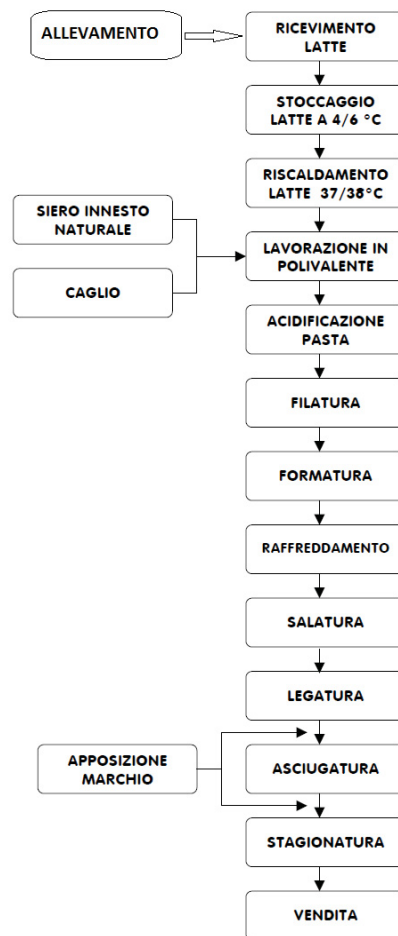 ALLEVAMENTO
RICEVIMENTO
LATTE
STOCCAGGIO
LATTE A 4/6 °C
RISCALDAMENTO
LATTE 37/38°C
SIERO INNESTO
NATURALE
CAGLIO
LAVORAZIONE IN
POLIVALENTE
ACIDIFICAZIONE
PASTA
FILATURA
FORMATURA
RAFFREDDAMENTO
SALATURA
LEGATURA
APPOSIZIONE
MARCHIO
ASCIUGATURA
STAGIONATURA
VENDITA